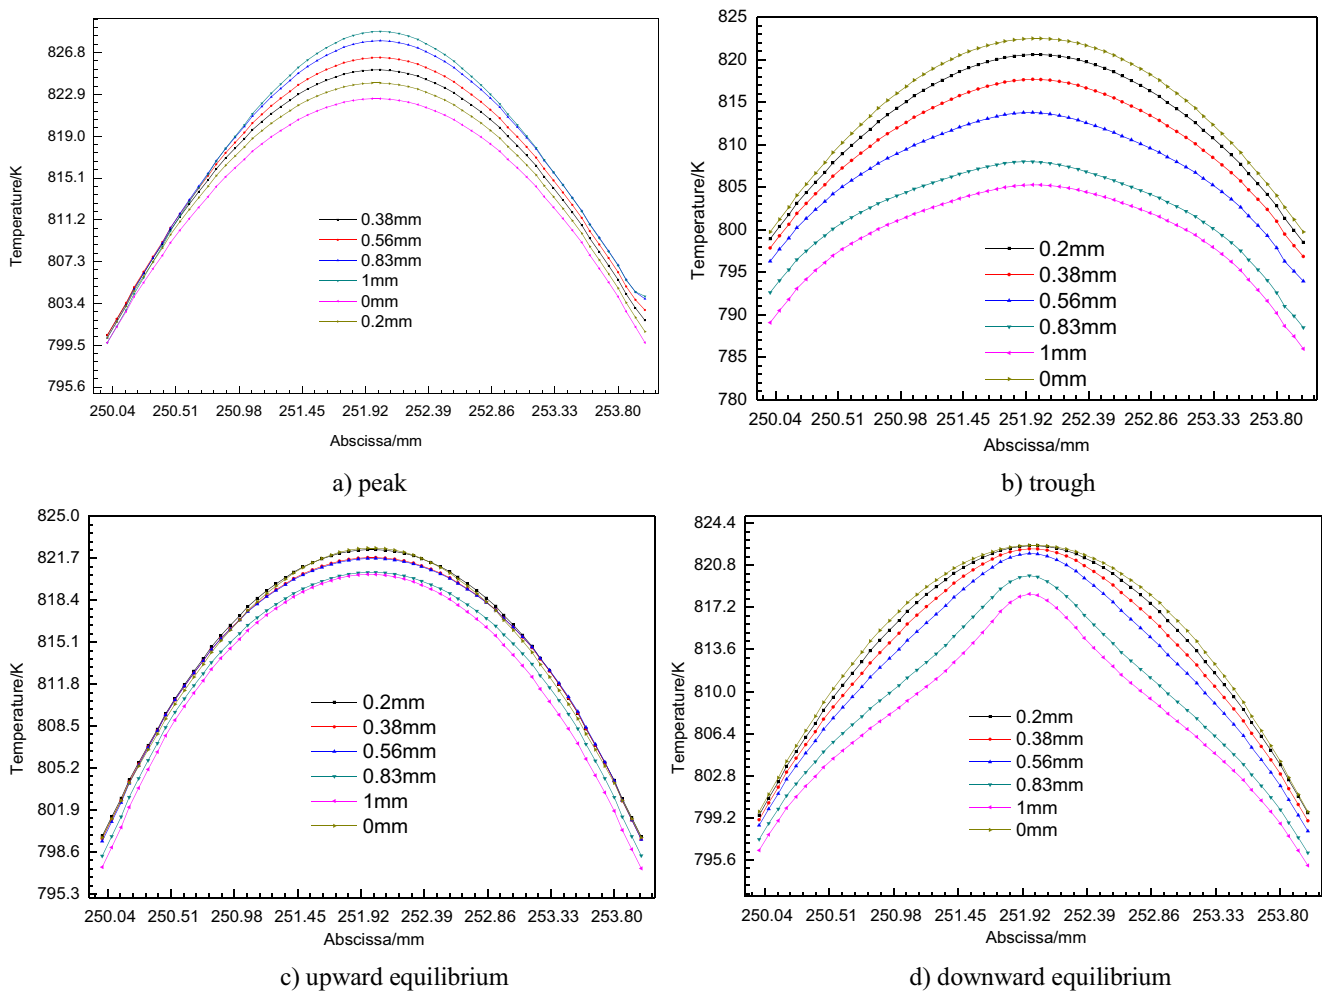 826.8
822.9
819.0
815.1
811.2
807.3
803.4
799.5
795.6
Temperature/K
0.38mm
0.56mm
0.83mm
1mm
0mm
0.2mm
250.04 250.51 250.98 251.45 251.92 252.39 252.86 253.33 253.80
Abscissa/mm
a) peak
825
820
815
810
805
800
795
790
785
780
Temperature/K
0.2mm
0.38mm
0.56mm
0.83mm
1mm
0mm
250.04 250.51 250.98 251.45 251.92 252.39 252.86 253.33 253.80
Abscissa/mm
b) trough
825.0
821.7
818.4
815.1
811.8
808.5
805.2
801.9
798.6
795.3
Temperature/K
0.2mm
0.38mm
0.56mm
0.83mm
1mm
0mm
250.04 250.51 250.98 251.45 251.92 252.39 252.86 253.33 253.80
Abscissa/mm
c) upward equilibrium
824.4
820.8
817.2
813.6
810.0
806.4
802.8
799.2
795.6
Temperature/K
0.2mm
0.38mm
0.56mm
0.83mm
1mm
0mm
250.04 250.51 250.98 251.45 251.92 252.39 252.86 253.33 253.80
Abscissa/mm
d) downward equilibrium